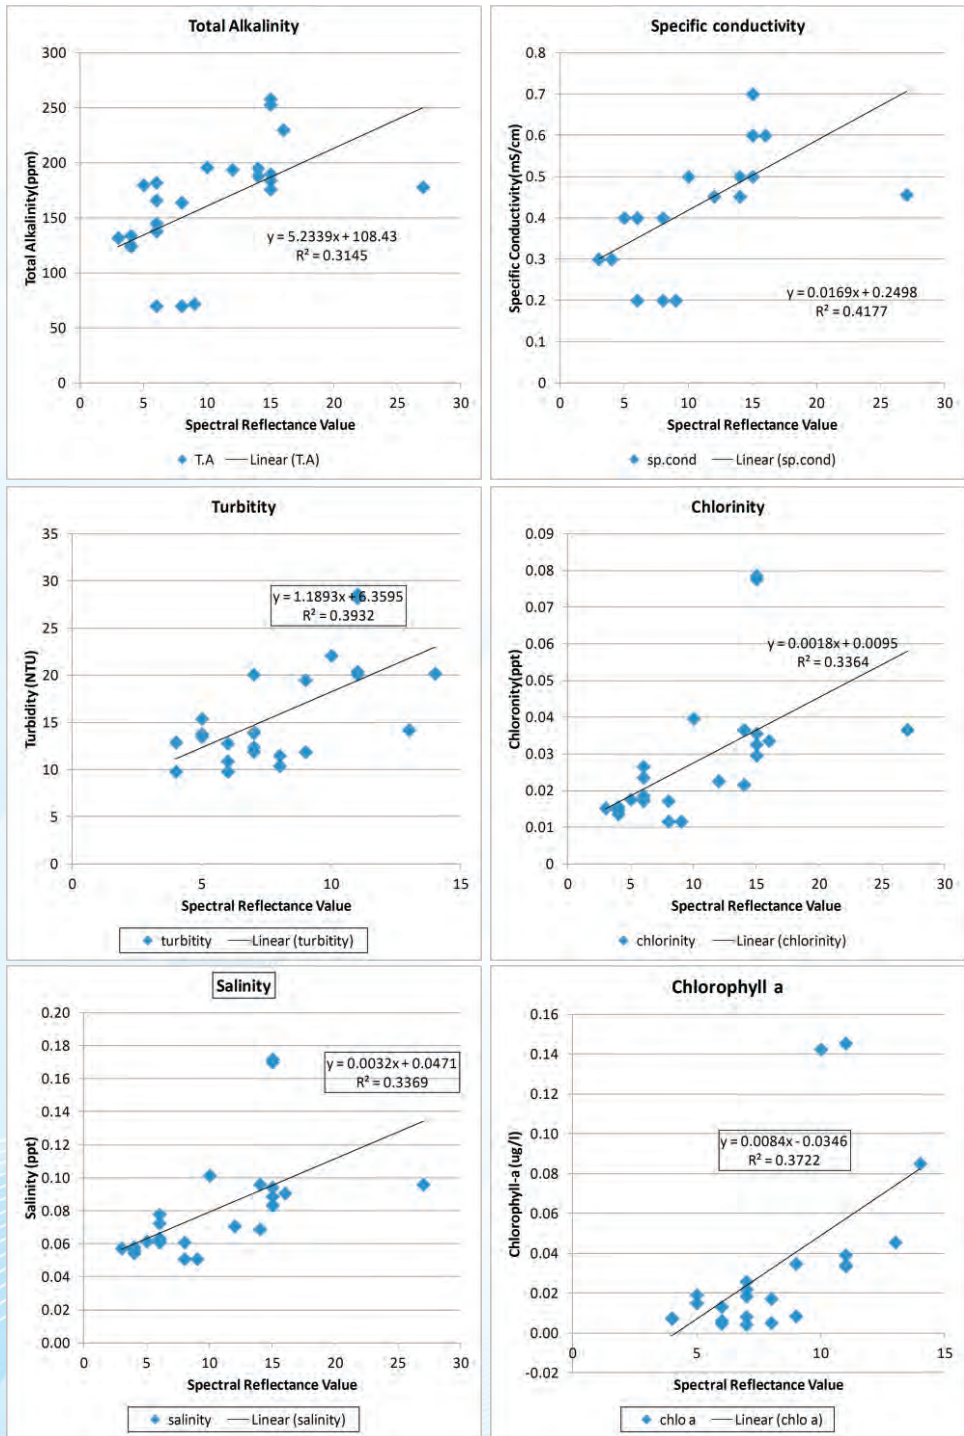 Total Alkalinity
300
250
200
150
100
50
0
Total Alkalinity(ppm)
y = 5.2339x + 108.43
R² = 0.3145
0 5 10 15 20 25 30
Spectral Reflectance Value
T.A Linear (T.A)
Specific conductivity
0.8
0.7
0.6
0.5
0.4
0.3
0.2
0.1
0
Specific Conductivity(mS/cm)
y = 0.0169x + 0.2498
R² = 0.4177
0 5 10 15 20 25 30
Spectral Reflectance Value
sp.cond Linear (sp.cond)
Turbitity
35
30
25
20
15
10
5
0
Turbidity (NTU)
y = 1.1893x + 6.3595
R² = 0.3932
0 5 10 15
Spectral Reflectance Value
turbitity Linear (turbitity)
Chlorinity
0.09
0.08
0.07
0.06
0.05
0.04
0.03
0.02
0.01
0
Chloronity(ppt)
y = 0.0018x + 0.0095
R² = 0.3364
0 5 10 15 20 25 30
Spectral Reflectance Value
chlorinity Linear (chlorinity)
Salinity
0.20
0.18
0.16
0.14
0.12
0.10
0.08
0.06
0.04
0.02
0.00
Salinity (ppt)
y = 0.0032x + 0.0471
R² = 0.3369
0 5 10 15 20 25 30
Spectral Reflectance Value
salinity Linear (salinity)
Chlorophyll a
0.16
0.14
0.12
0.10
0.08
0.06
0.04
0.02
0.00
-0.02
Chlorophyll-a (ug/l)
y = 0.0084x - 0.0346
R² = 0.3722
0 5 10 15
Spectral Reflectance Value
chlo a Linear (chlo a)